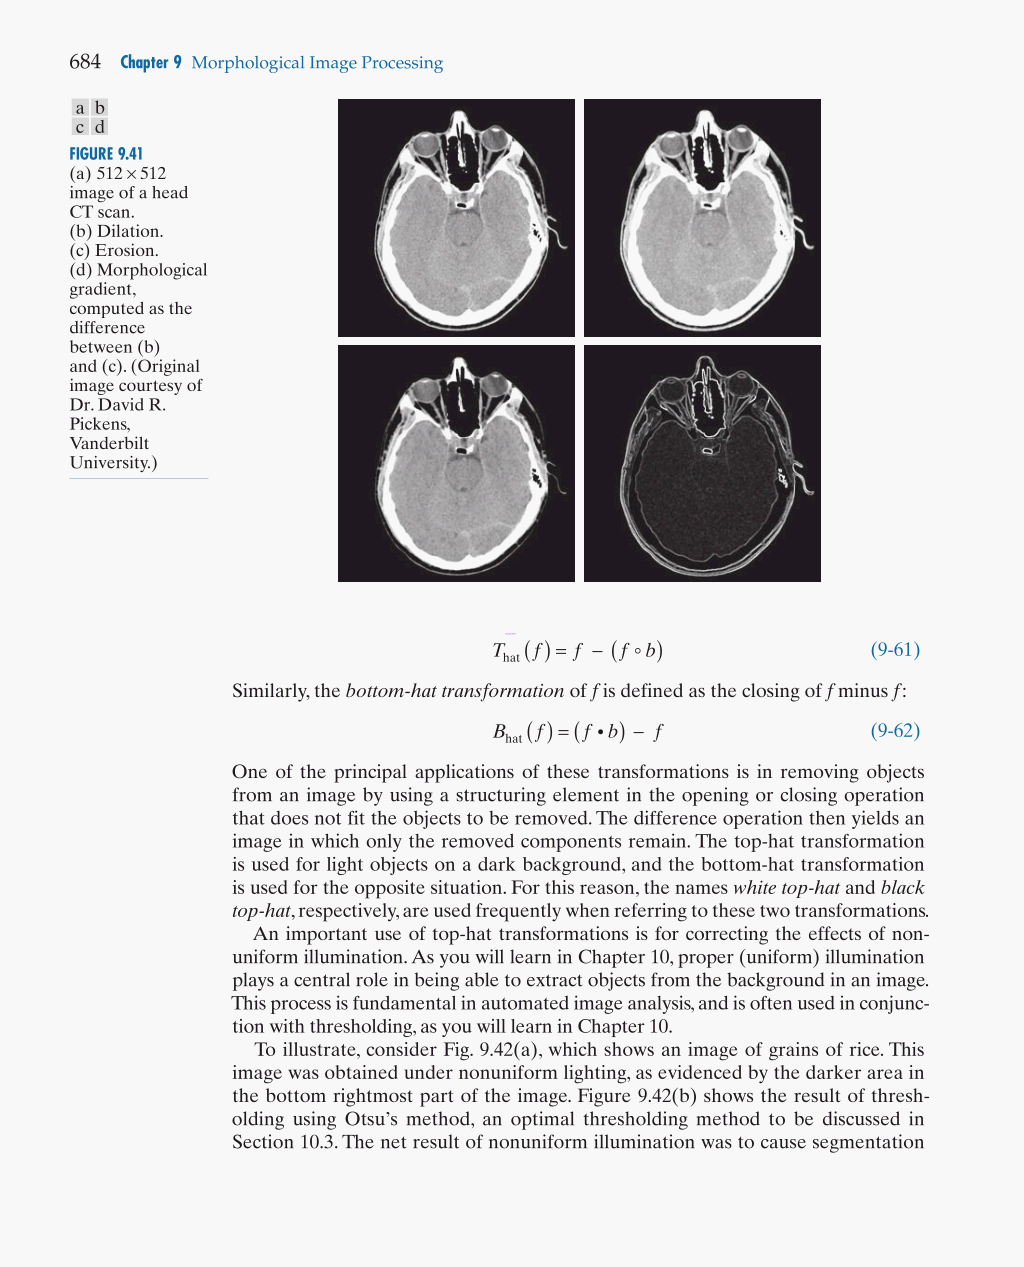 684 Chapter 9 Morphological Image Processing
a b
c d
FIGURE 9.41
(a) 512 × 512
image of a head
CT scan.
(b) Dilation.
(c) Erosion.
(d) Morphological
gradient,
computed as the
difference
between (b)
and (c). (Original
image courtesy of
Dr. David R.
Pickens,
Vanderbilt
University.)
T_hat (f) = f − (f ∘ b) (9-61)
Similarly, the bottom-hat transformation of f is defined as the closing of f minus f:
B_hat (f) = (f • b) − f (9-62)
One of the principal applications of these transformations is in removing objects
from an image by using a structuring element in the opening or closing operation
that does not fit the objects to be removed. The difference operation then yields an
image in which only the removed components remain. The top-hat transformation
is used for light objects on a dark background, and the bottom-hat transformation
is used for the opposite situation. For this reason, the names white top-hat and black
top-hat, respectively, are used frequently when referring to these two transformations.
An important use of top-hat transformations is for correcting the effects of non-
uniform illumination. As you will learn in Chapter 10, proper (uniform) illumination
plays a central role in being able to extract objects from the background in an image.
This process is fundamental in automated image analysis, and is often used in conjunc-
tion with thresholding, as you will learn in Chapter 10.
To illustrate, consider Fig. 9.42(a), which shows an image of grains of rice. This
image was obtained under nonuniform lighting, as evidenced by the darker area in
the bottom rightmost part of the image. Figure 9.42(b) shows the result of thresh-
olding using Otsu's method, an optimal thresholding method to be discussed in
Section 10.3. The net result of nonuniform illumination was to cause segmentation